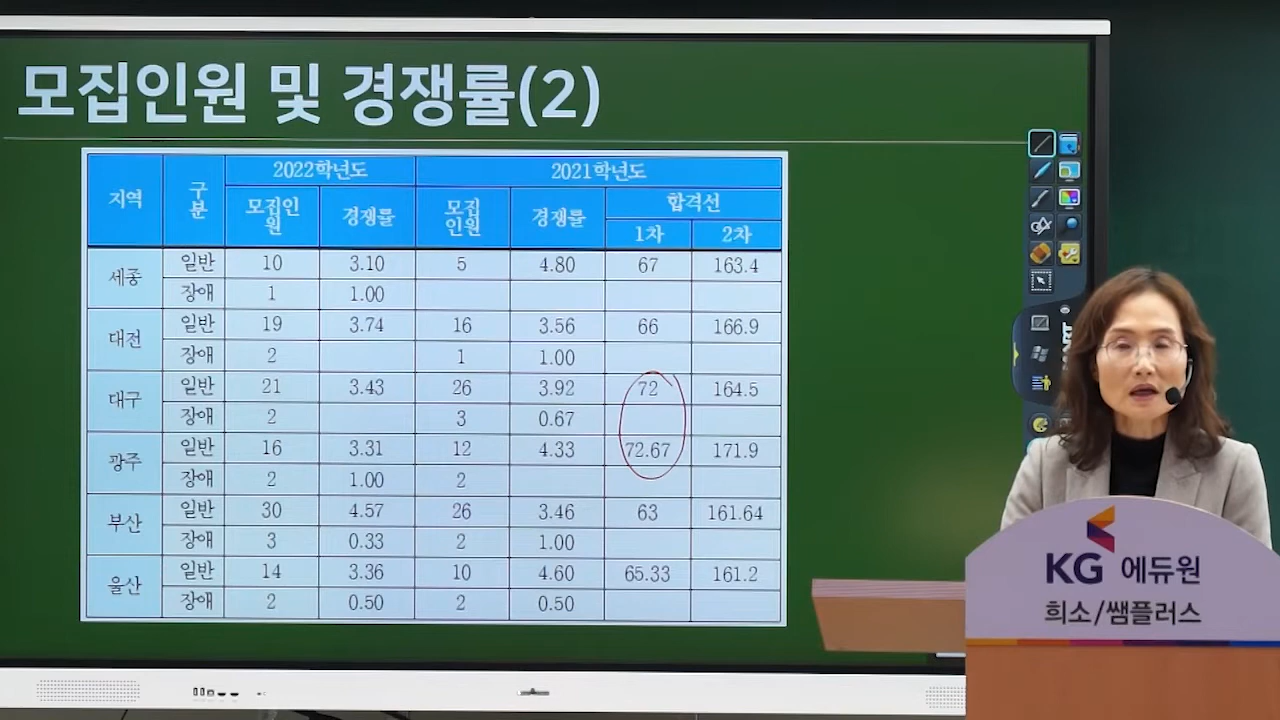 모집인원 및 경쟁률(2)
지역 구분 2022학년도 2021학년도
모집인원 경쟁률 모집인원 경쟁률 합격선
1차 2차
세종 일반 10 3.10 5 4.80 67 163.4
장애 1 1.00
대전 일반 19 3.74 16 3.56 66 166.9
장애 2 1 1.00
대구 일반 21 3.43 26 3.92 72 164.5
장애 2 3 0.67
광주 일반 16 3.31 12 4.33 72.67 171.9
장애 2 1.00 2
부산 일반 30 4.57 26 3.46 63 161.64
장애 3 0.33 2 1.00
울산 일반 14 3.36 10 4.60 65.33 161.2
장애 2 0.50 2 0.50
KG 에듀원
희소/쌤플러스